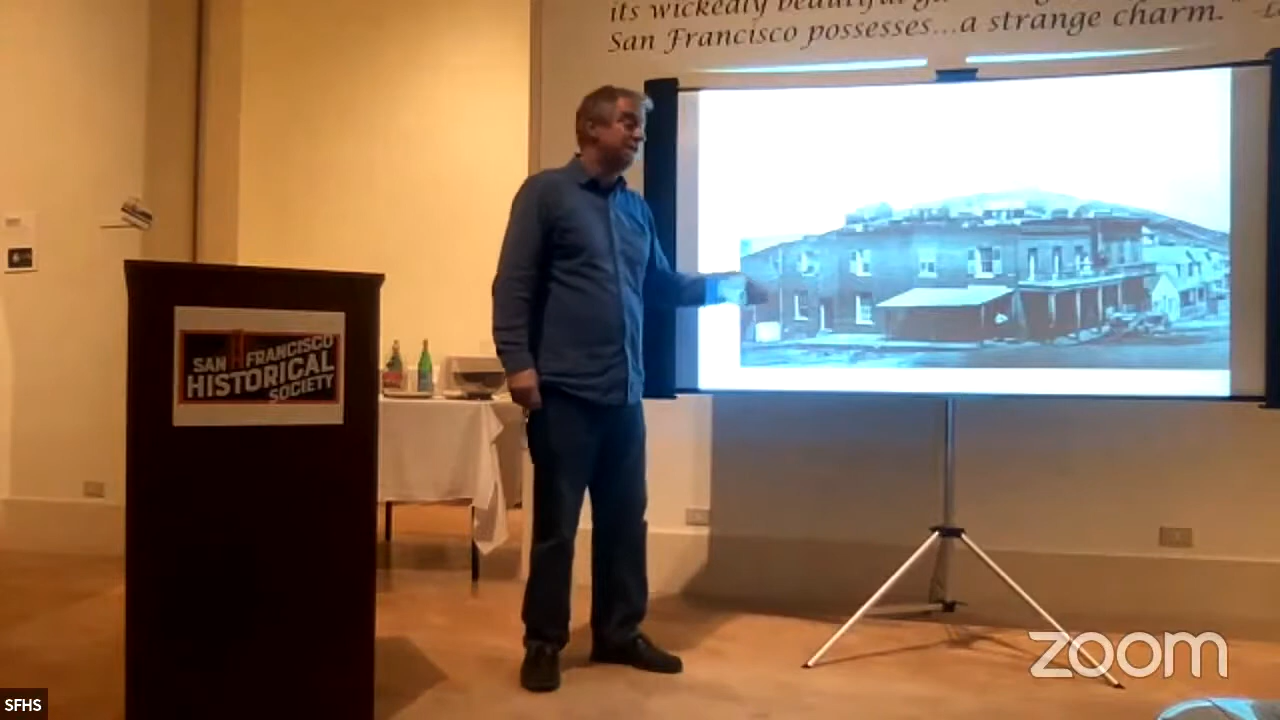 its wickedly beautiful
San Francisco possesses...a strange charm."
SAN FRANCISCO
HISTORICAL
SOCIETY
zoom
SFHS